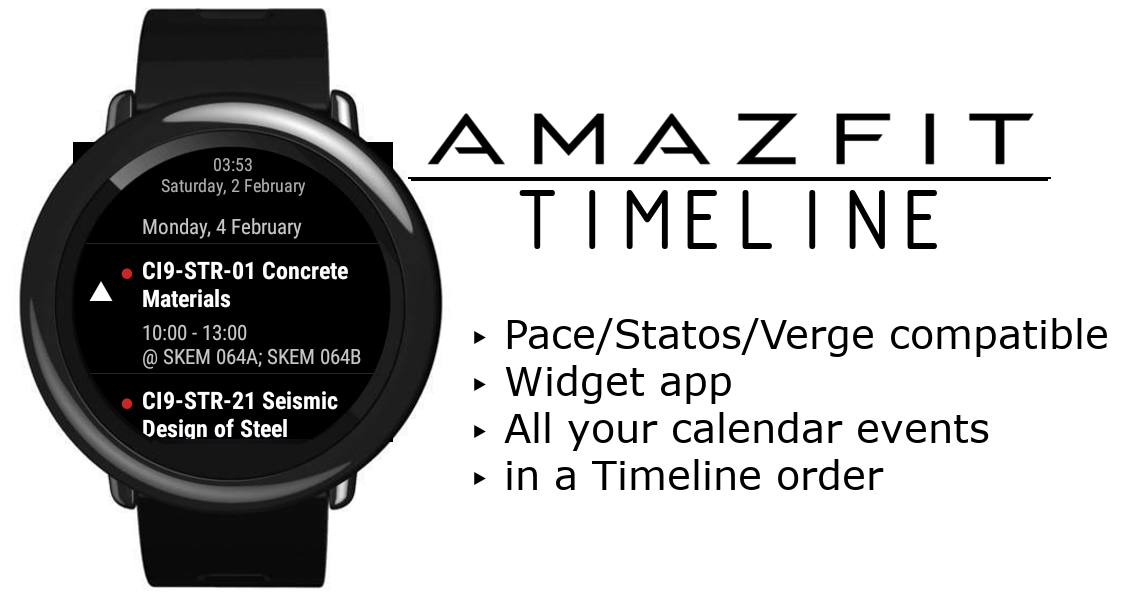 03:53
Saturday, 2 February
Monday, 4 February
CI9-STR-01 Concrete
Materials
10:00 - 13:00
@ SKEM 064A; SKEM 064B
CI9-STR-21 Seismic
Design of Steel
AMAZFIT
TIMELINE
Pace/Statos/Verge compatible
Widget app
All your calendar events
in a Timeline order